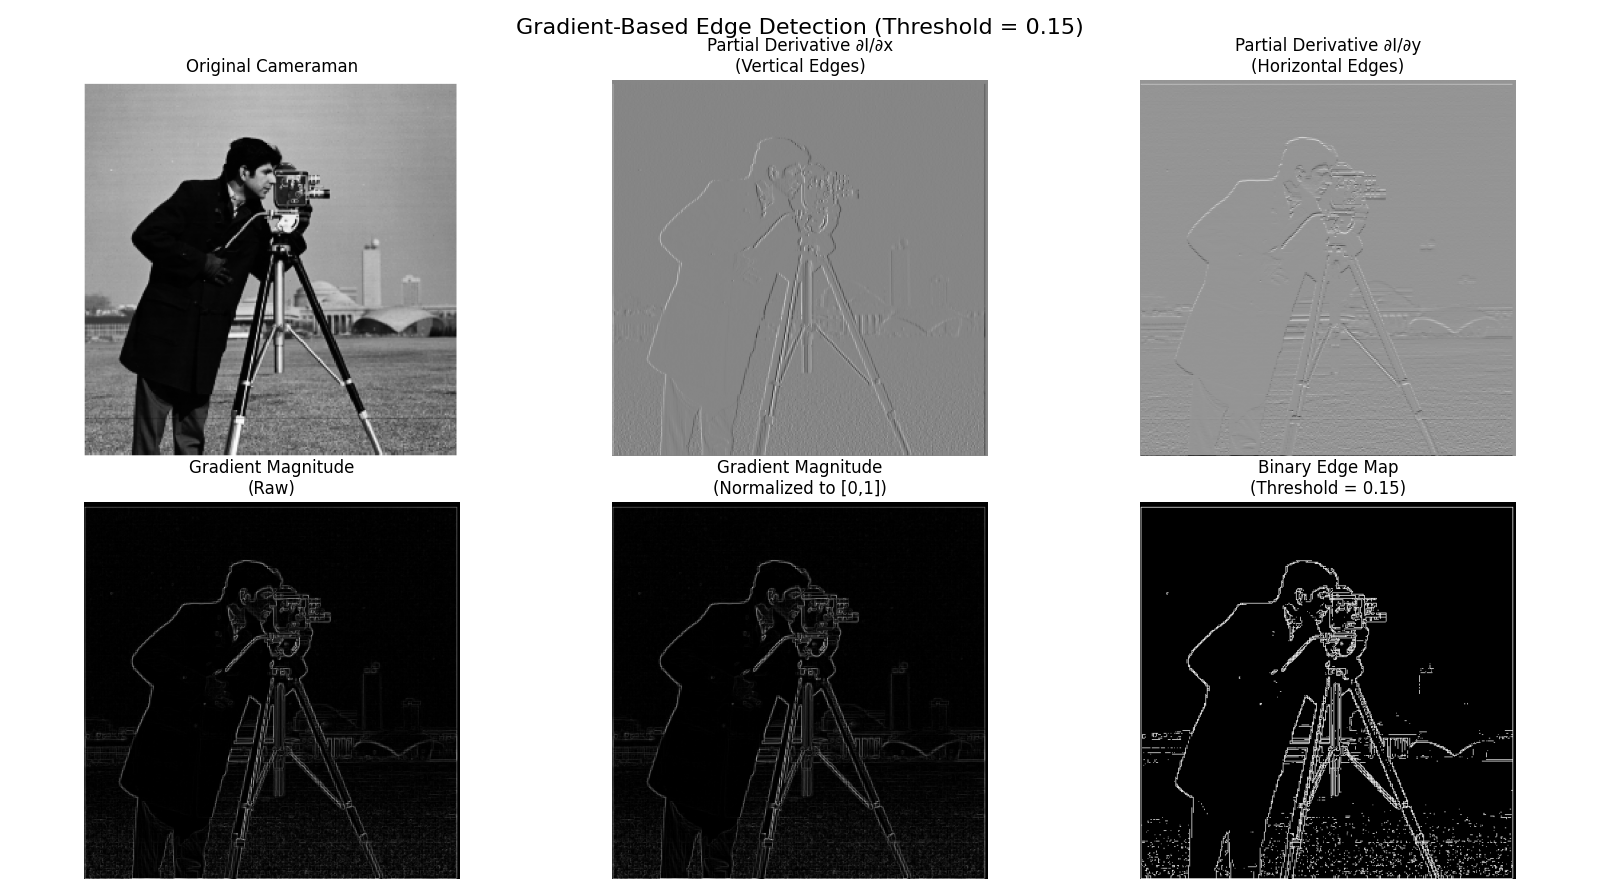 Gradient-Based Edge Detection (Threshold = 0.15)
Original Cameraman
Partial Derivative ∂I/∂x
(Vertical Edges)
Partial Derivative ∂I/∂y
(Horizontal Edges)
Gradient Magnitude
(Raw)
Gradient Magnitude
(Normalized to [0,1])
Binary Edge Map
(Threshold = 0.15)